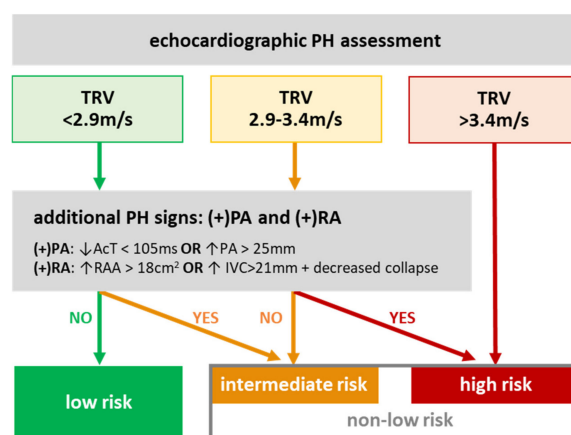 echocardiographic PH assessment
TRV
<2.9m/s
TRV
2.9-3.4m/s
TRV
>3.4m/s
additional PH signs: (+)PA and (+)RA
(+)PA: ↓AcT < 105ms OR ↑PA > 25mm
(+)RA: ↑RAA > 18cm² OR ↑ IVC>21mm + decreased collapse
NO
YES
NO
YES
low risk
intermediate risk
high risk
non-low risk